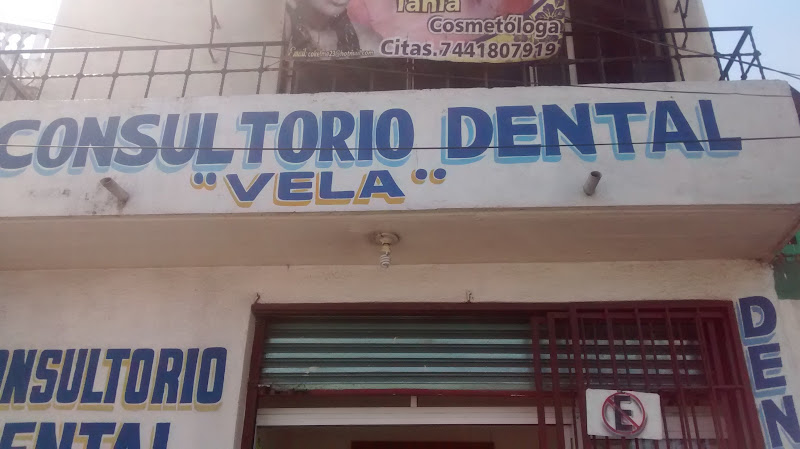 Tania
Cosmetóloga
Citas.7441807919
CONSULTORIO DENTAL
"VELA"
ONSULTORIO
DENTAL
DEN
E